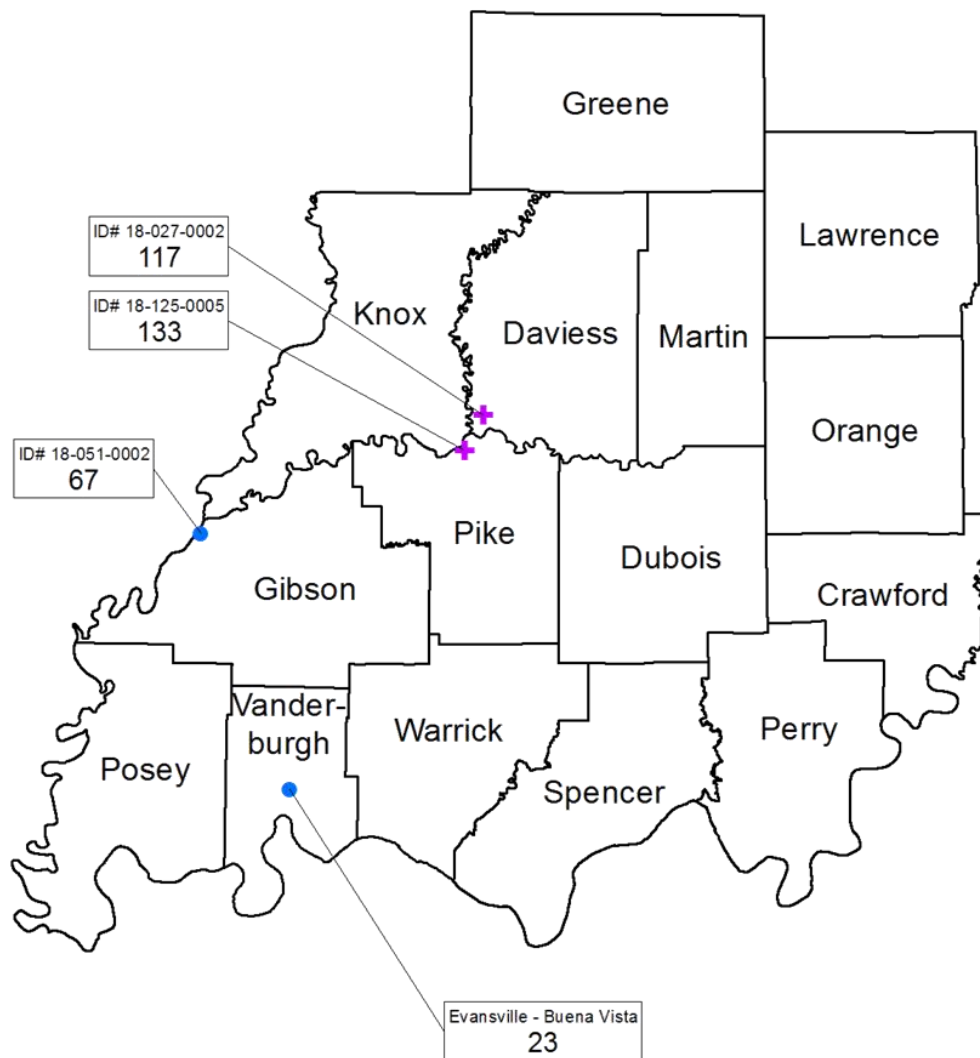 Greene
Lawrence
ID# 18-027-0002
117
ID# 18-125-0005
133
Knox
Daviess
Martin
Orange
ID# 18-051-0002
67
Pike
Dubois
Gibson
Crawford
Vander-
burgh
Warrick
Perry
Posey
Spencer
Evansville - Buena Vista
23